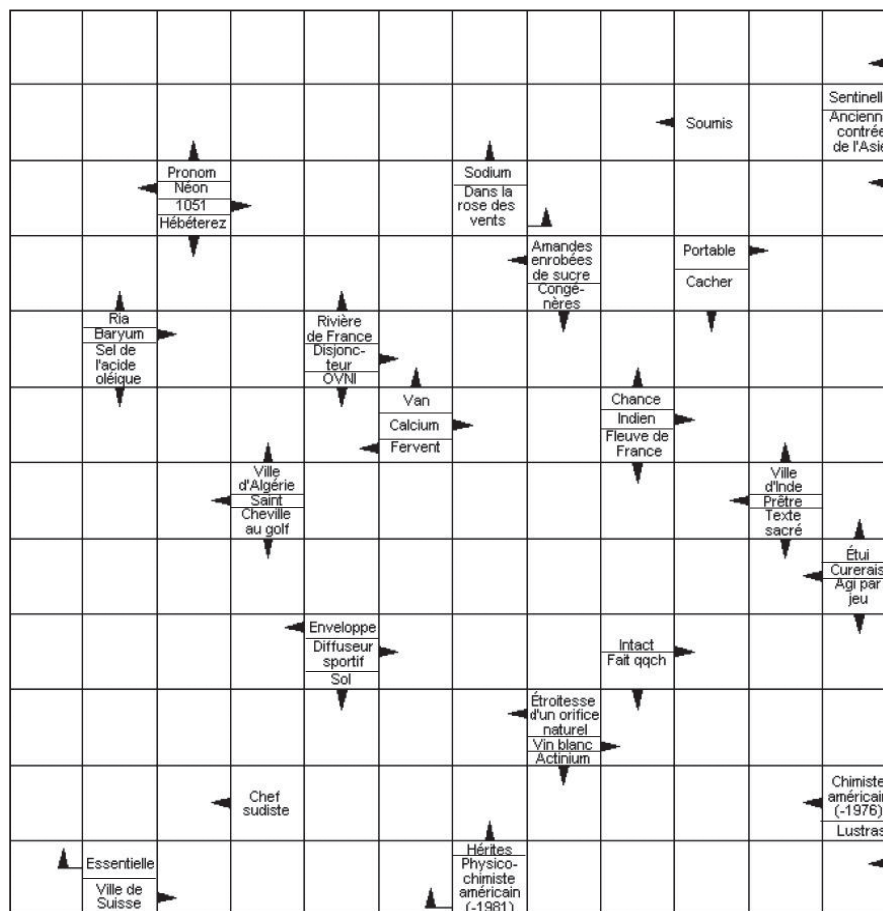 Soumis
Sentinell
Ancienn
contrée
de l'Asie
Pronom
Néon
1051
Hébéterez
Sodium
Dans la
rose des
vents
Amandes
enrobées
de sucre
Congé-
nères
Portable
Cacher
Ria
Baryum
Sel de
l'acide
oléique
Rivière
de France
Disjonc-
teur
OVNI
Van
Calcium
Fervent
Chance
Indien
Fleuve de
France
Ville
d'Algérie
Saint
Cheville
au golf
Ville
d'Inde
Prêtre
Texte
sacré
Étui
Curerais
Agi par
jeu
Enveloppe
Diffuseur
sportif
Sol
Intact
Fait qqch
Étroitesse
d'un orifice
naturel
Vin blanc
Actinium
Chef
sudiste
Chimiste
américain
(-1976)
Lustras
Essentielle
Ville de
Suisse
Hérites
Physico-
chimiste
américain
(-1981)